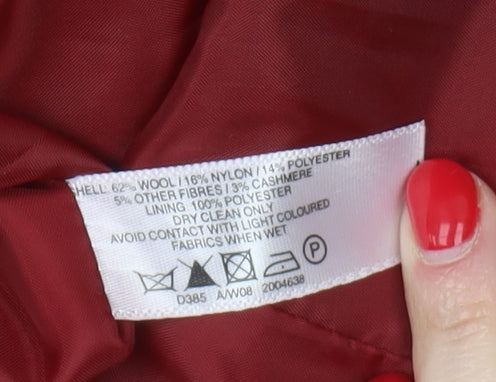 SHELL: 62% WOOL / 16% NYLON / 14% POLYESTER
5% OTHER FIBRES / 3% CASHMERE
LINING 100% POLYESTER
DRY CLEAN ONLY
AVOID CONTACT WITH LIGHT COLOURED
FABRICS WHEN WET
P
D385 A/W08 2004638